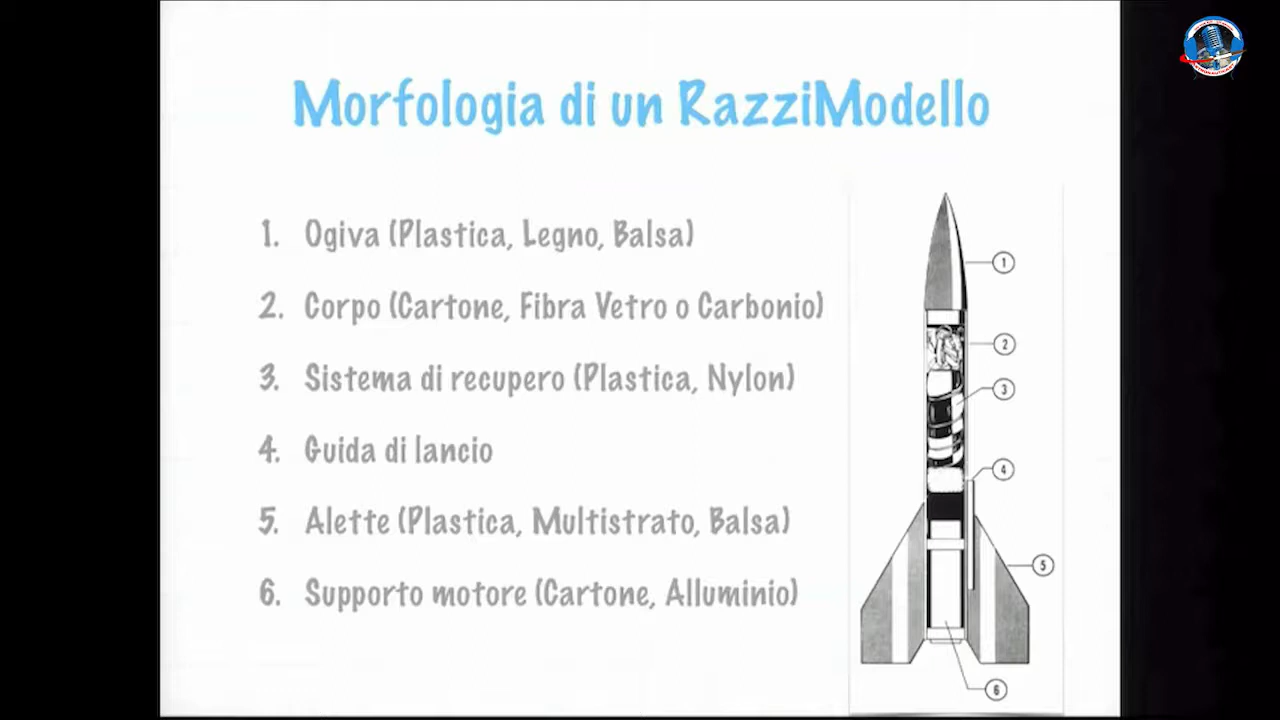 Morfologia di un RazziModello
1. Ogiva (Plastica, Legno, Balsa)
2. Corpo (Cartone, Fibra Vetro o Carbonio)
3. Sistema di recupero (Plastica, Nylon)
4. Guida di lancio
5. Alette (Plastica, Multistrato, Balsa)
6. Supporto motore (Cartone, Alluminio)
1
2
3
4
5
6